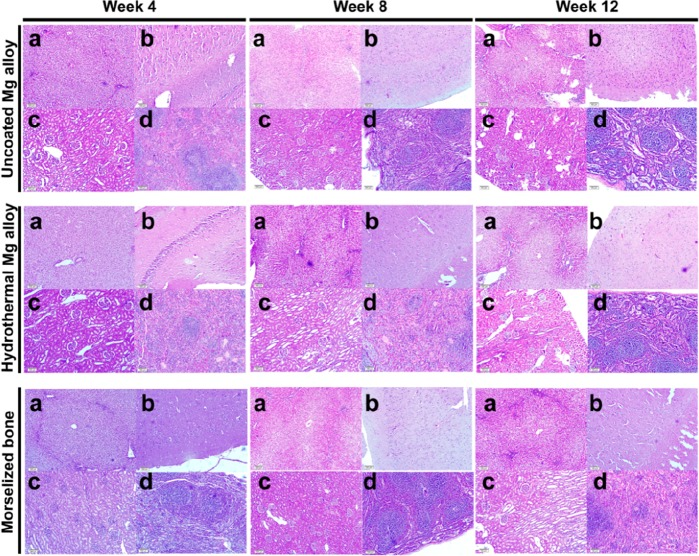 Week 4 Week 8 Week 12
Uncoated Mg alloy
a b a b a b
c d c d c d
Hydrothermal Mg alloy
a b a b a b
c d c d c d
Morselized bone
a b a b a b
c d c d c d